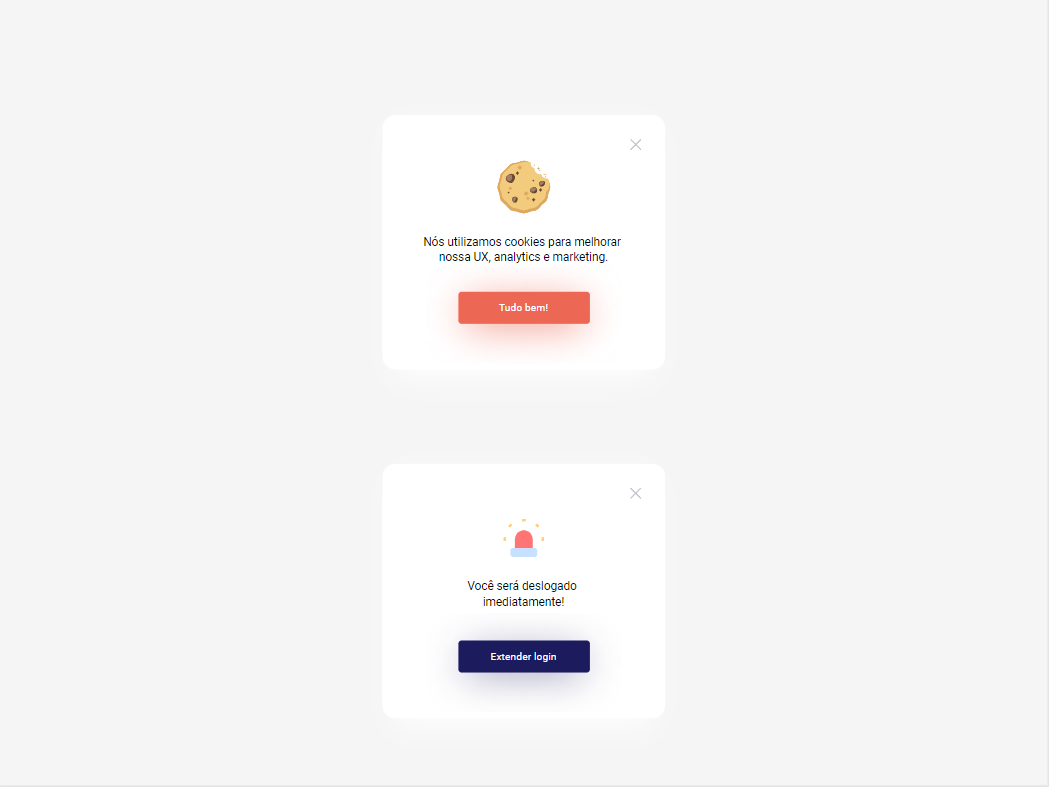 Nós utilizamos cookies para melhorar
nossa UX, analytics e marketing.
Tudo bem!
Você será deslogado
imediatamente!
Extender login